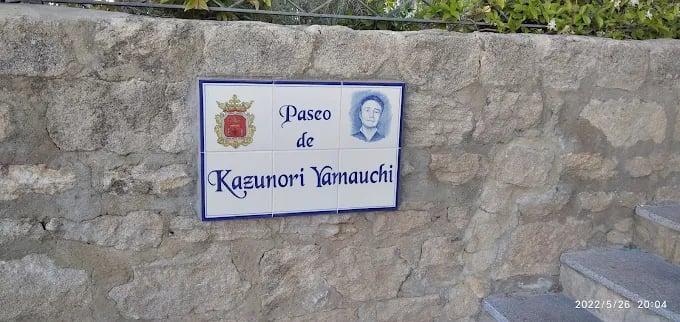 Paseo
de
Kazunori Yamauchi
2022/5/26 20:04